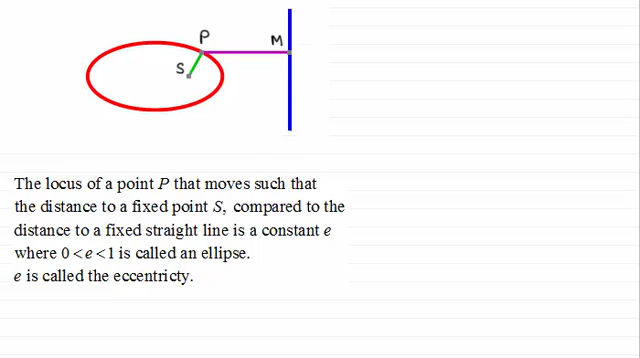 P
M
S
The locus of a point P that moves such that
the distance to a fixed point S, compared to the
distance to a fixed straight line is a constant e
where 0 < e < 1 is called an ellipse.
e is called the eccentricty.